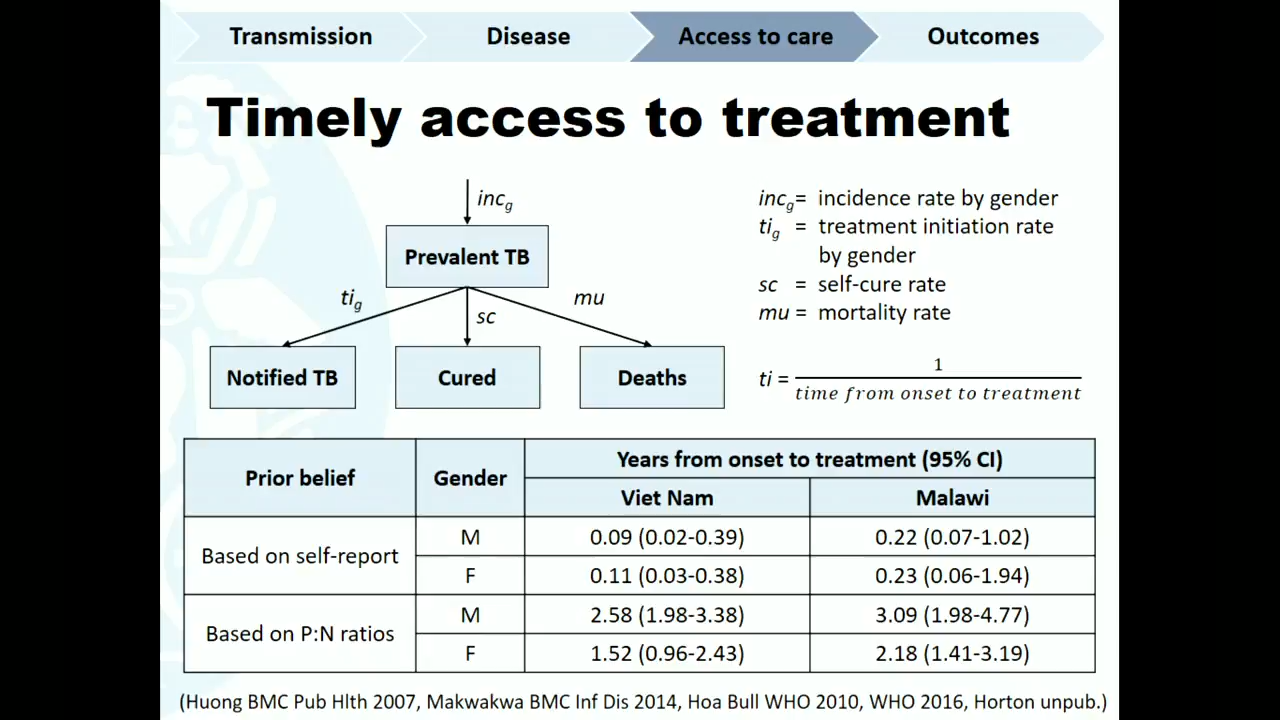 Transmission
Disease
Access to care
Outcomes
Timely access to treatment
inc_g
Prevalent TB
ti_g
sc
mu
Notified TB
Cured
Deaths
inc_g = incidence rate by gender
ti_g = treatment initiation rate
by gender
sc = self-cure rate
mu = mortality rate
ti = 1 / time from onset to treatment
Prior belief
Gender
Years from onset to treatment (95% CI)
Viet Nam
Malawi
Based on self-report
M 0.09 (0.02-0.39) 0.22 (0.07-1.02)
F 0.11 (0.03-0.38) 0.23 (0.06-1.94)
Based on P:N ratios
M 2.58 (1.98-3.38) 3.09 (1.98-4.77)
F 1.52 (0.96-2.43) 2.18 (1.41-3.19)
(Huong BMC Pub Hlth 2007, Makwakwa BMC Inf Dis 2014, Hoa Bull WHO 2010, WHO 2016, Horton unpub.)